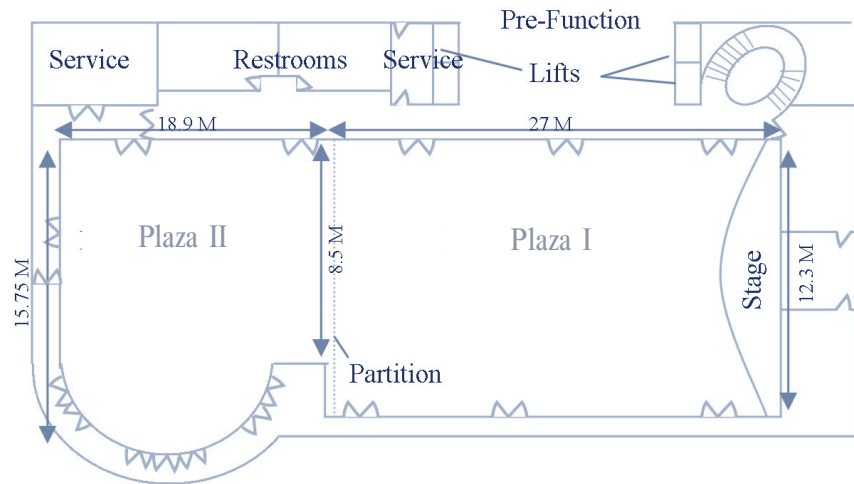 Pre-Function
Service
Restrooms
Service
Lifts
18.9 M
27 M
Plaza II
Plaza I
8.5 M
15.75 M
Stage
12.3 M
Partition